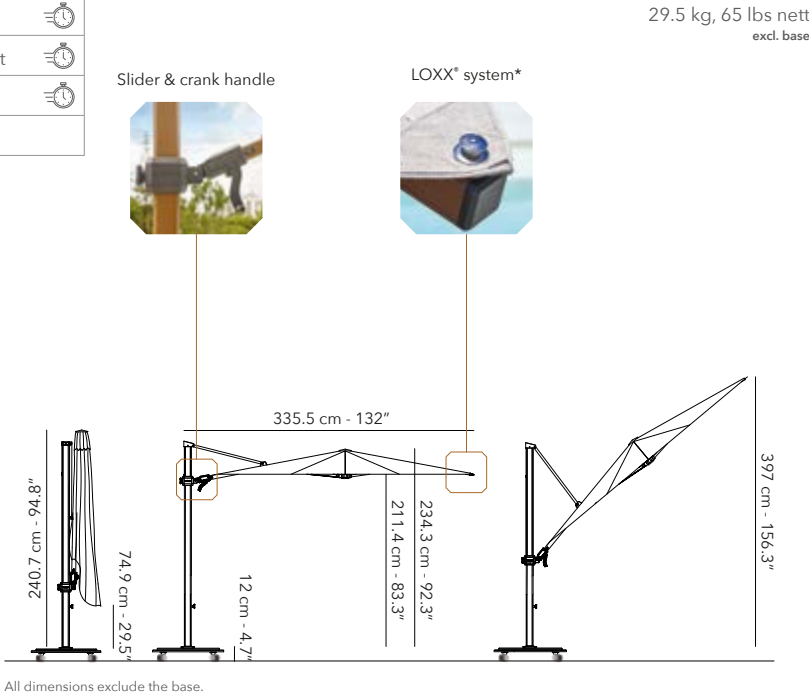 29.5 kg, 65 lbs nett
excl. base
t
Slider & crank handle
LOXX® system*
335.5 cm - 132”
240.7 cm - 94.8”
74.9 cm - 29.5”
12 cm - 4.7”
211.4 cm - 83.3”
234.3 cm - 92.3”
397 cm - 156.3”
All dimensions exclude the base.